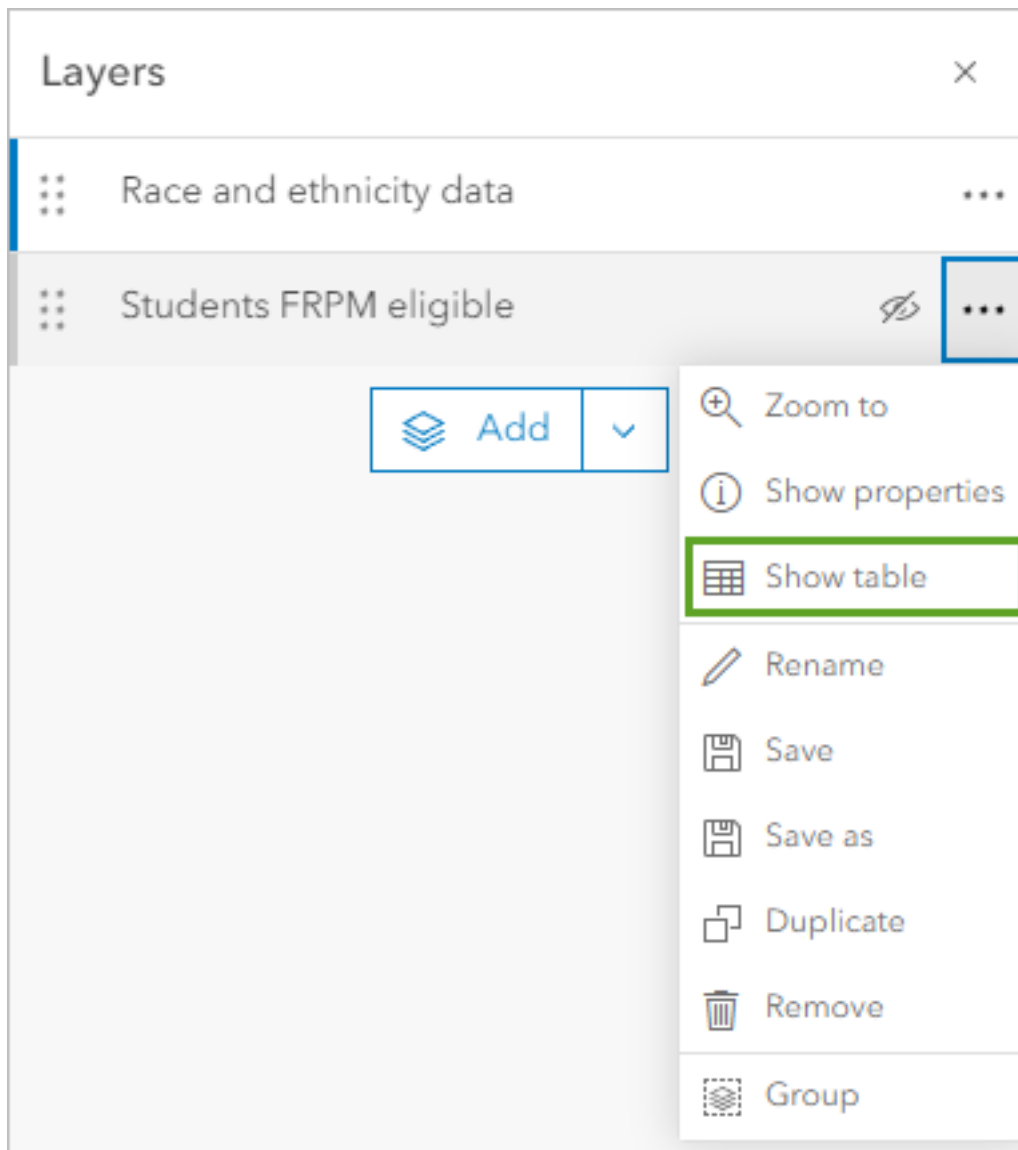 Layers
Race and ethnicity data
Students FRPM eligible
Add
Zoom to
Show properties
Show table
Rename
Save
Save as
Duplicate
Remove
Group